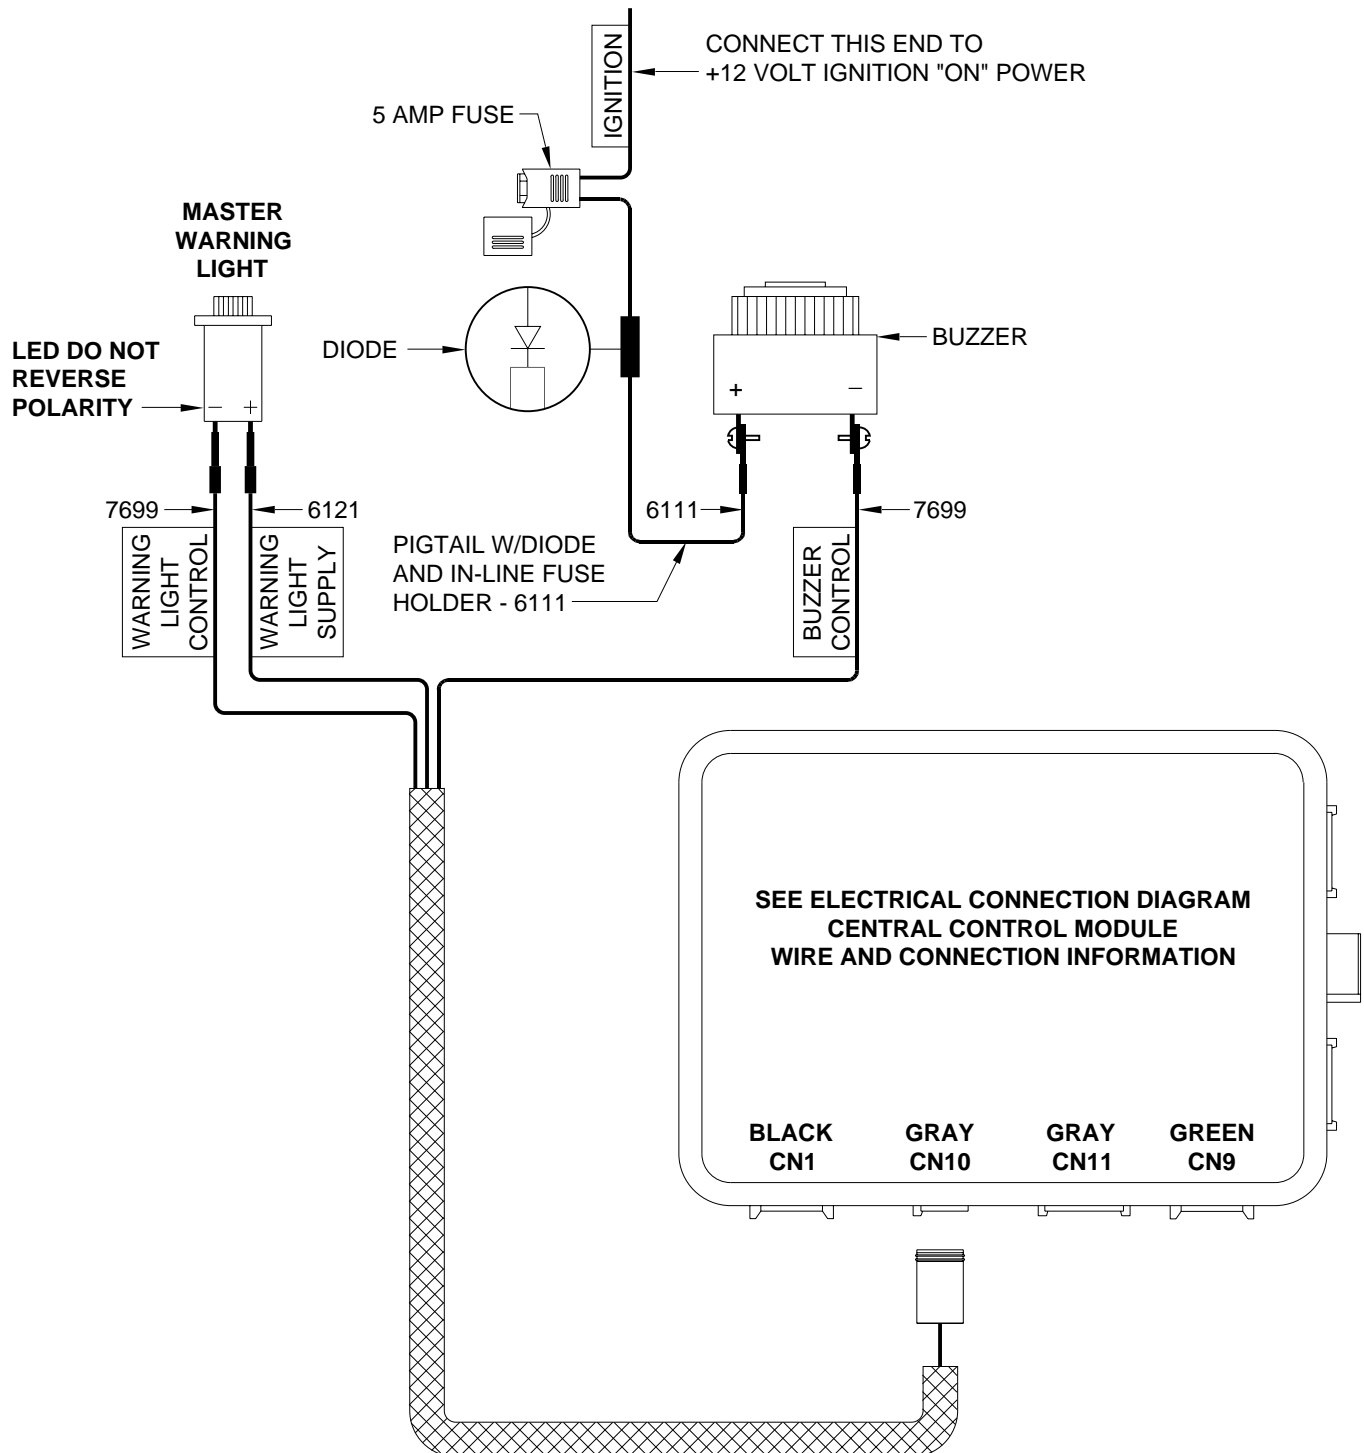 CONNECT THIS END TO
+12 VOLT IGNITION "ON" POWER
IGNITION
5 AMP FUSE
MASTER
WARNING
LIGHT
LED DO NOT
REVERSE
POLARITY
- +
DIODE
BUZZER
+ -
7699
6121
6111
7699
WARNING
LIGHT
CONTROL
WARNING
LIGHT
SUPPLY
PIGTAIL W/DIODE
AND IN-LINE FUSE
HOLDER - 6111
BUZZER
CONTROL
SEE ELECTRICAL CONNECTION DIAGRAM
CENTRAL CONTROL MODULE
WIRE AND CONNECTION INFORMATION
BLACK
CN1
GRAY
CN10
GRAY
CN11
GREEN
CN9